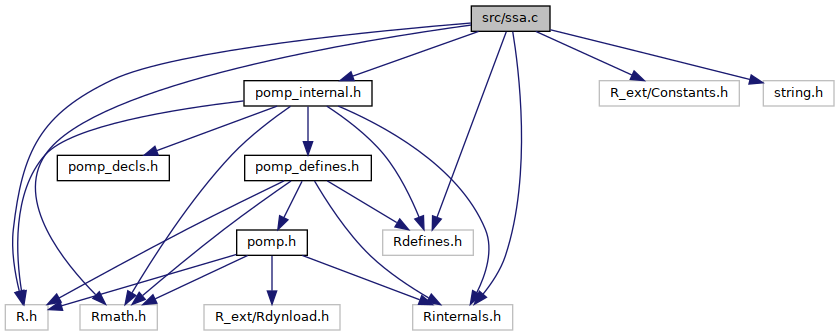 src/ssa.c
pomp_internal.h
R_ext/Constants.h
string.h
pomp_decls.h
pomp_defines.h
pomp.h
Rdefines.h
R.h
Rmath.h
R_ext/Rdynload.h
Rinternals.h